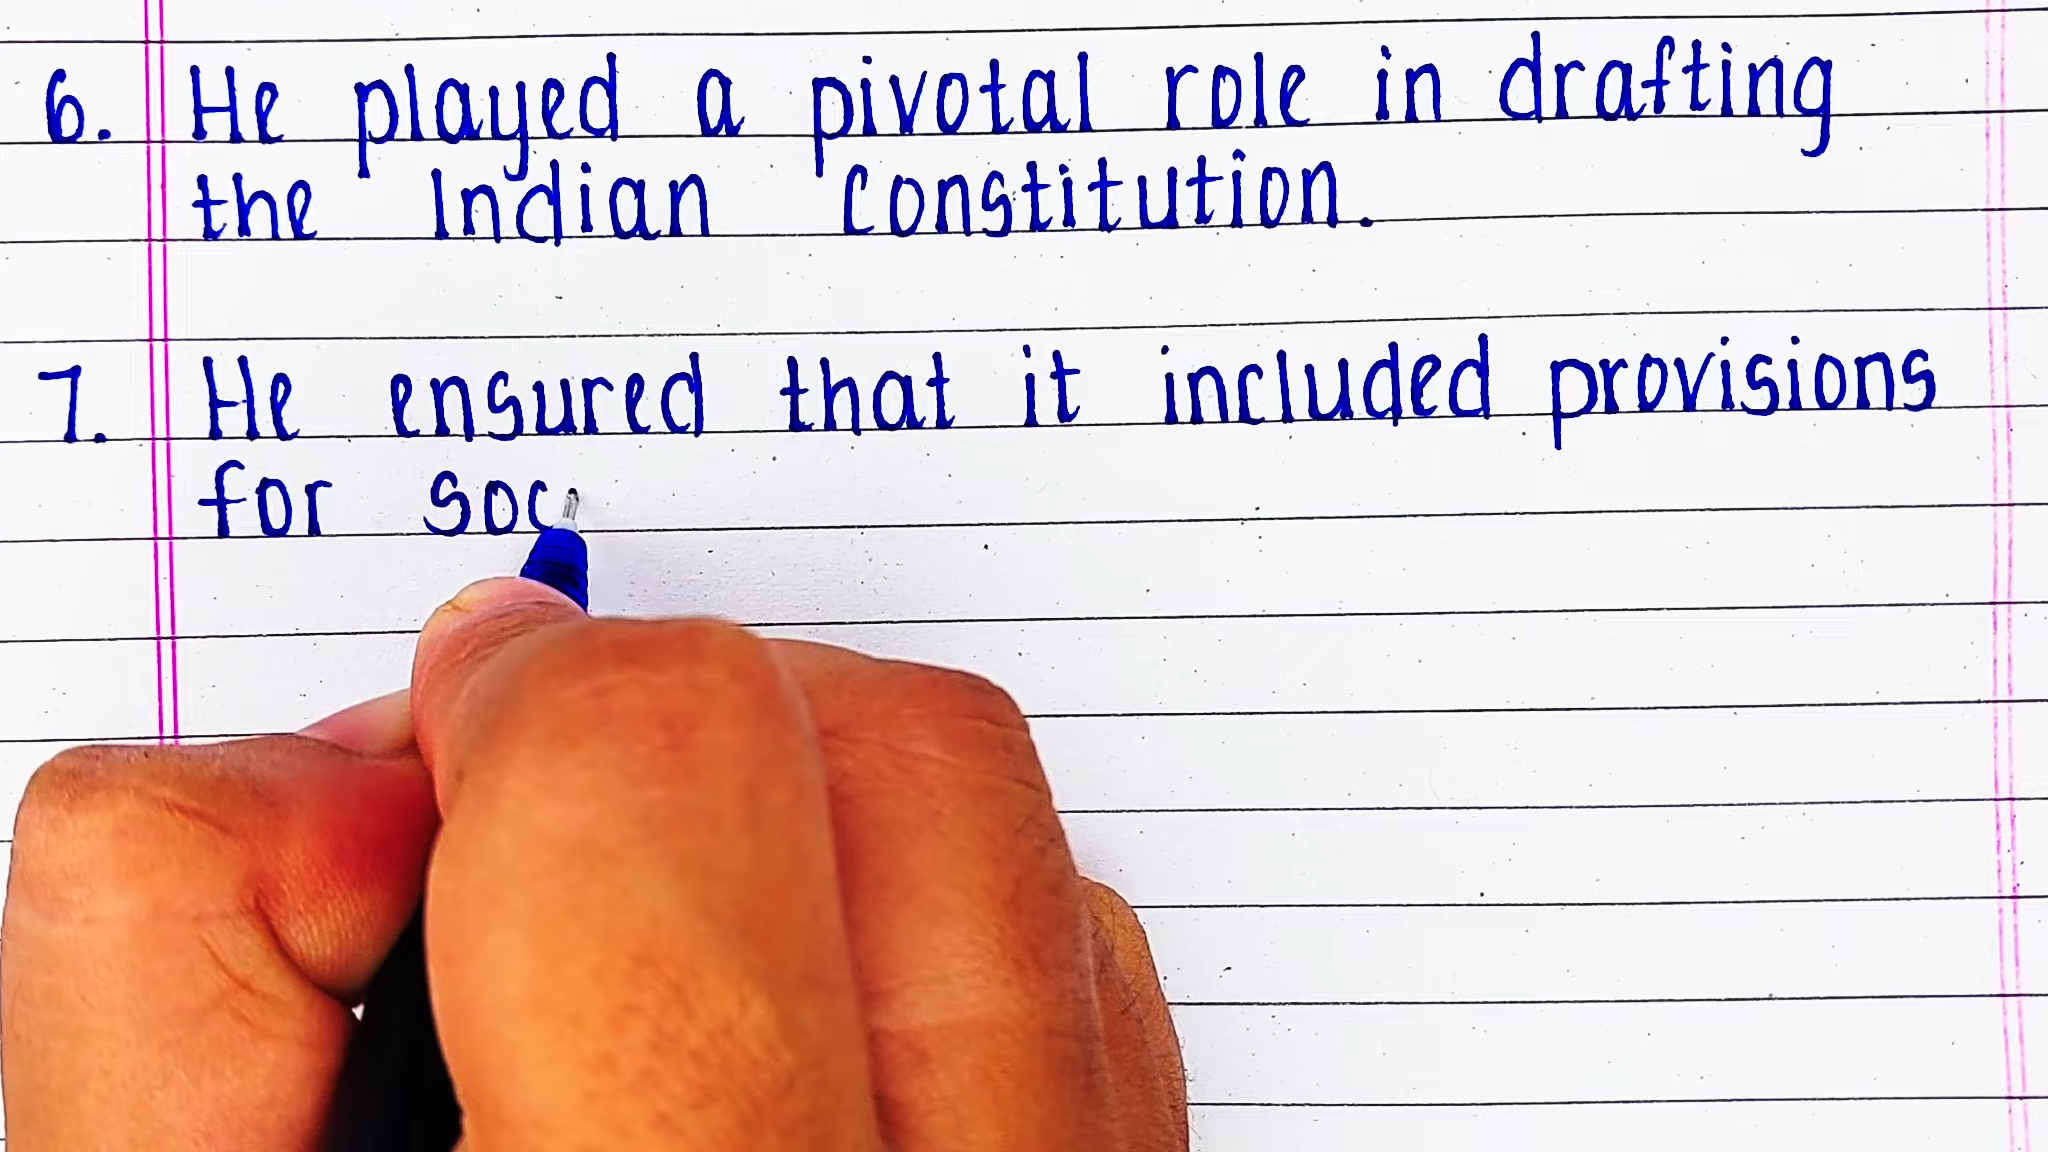 6. He played a pivotal role in drafting
the Indian constitution.
7. He ensured that it included provisions
for soc